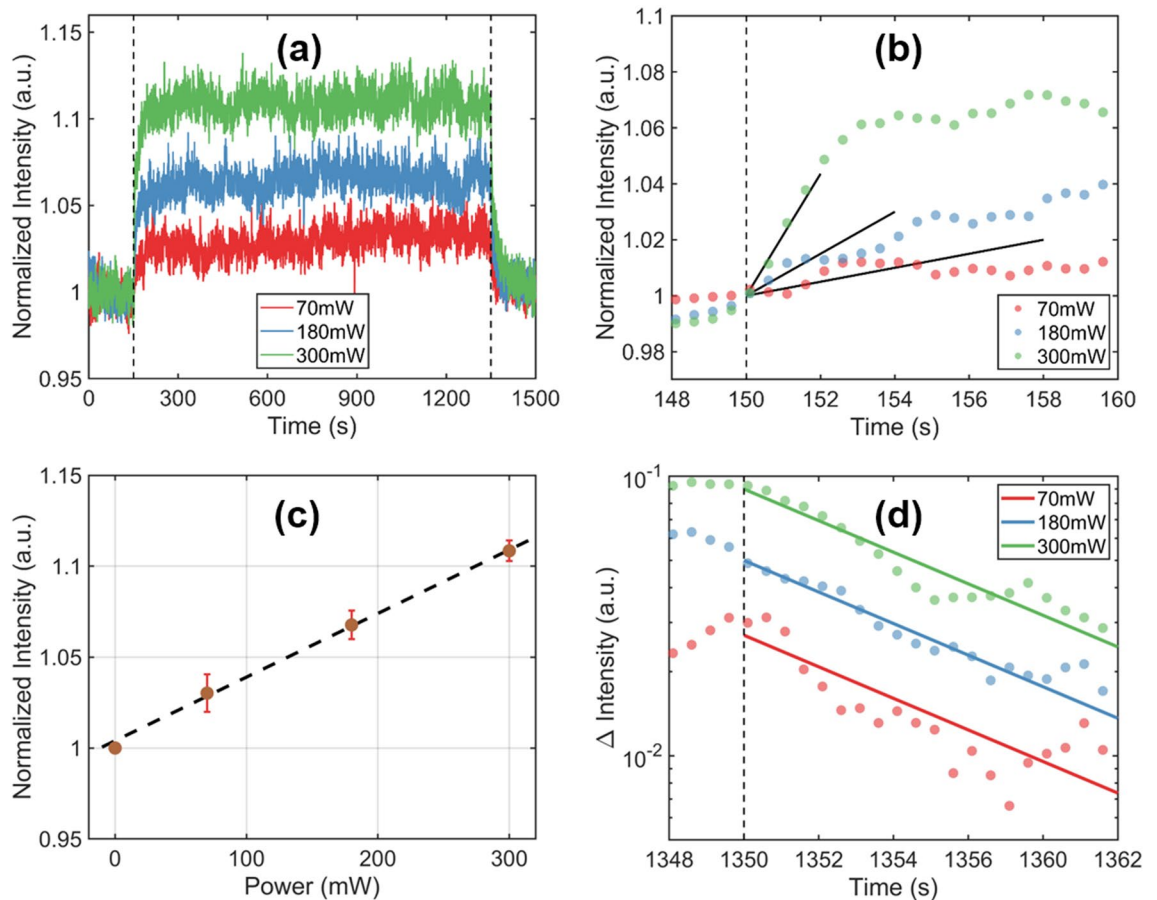 (a)
Normalized Intensity (a.u.)
1.15
1.1
1.05
1
0.95
70mW
180mW
300mW
0 300 600 900 1200 1500
Time (s)
(b)
Normalized Intensity (a.u.)
1.1
1.08
1.06
1.04
1.02
1
0.98
70mW
180mW
300mW
148 150 152 154 156 158 160
Time (s)
(c)
Normalized Intensity (a.u.)
1.15
1.10
1.05
1
0.95
0 100 200 300
Power (mW)
(d)
Δ Intensity (a.u.)
10⁻¹
10⁻²
70mW
180mW
300mW
1348 1350 1352 1354 1356 1358 1360 1362
Time (s)